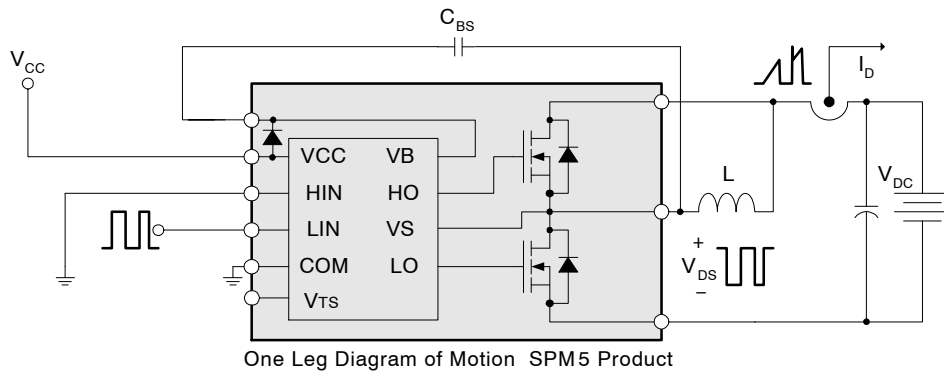 C_BS
V_CC
I_D
VCC VB
HIN HO
LIN VS
COM LO
V_TS
L
V_DC
+
V_DS
–
One Leg Diagram of Motion SPM5 Product